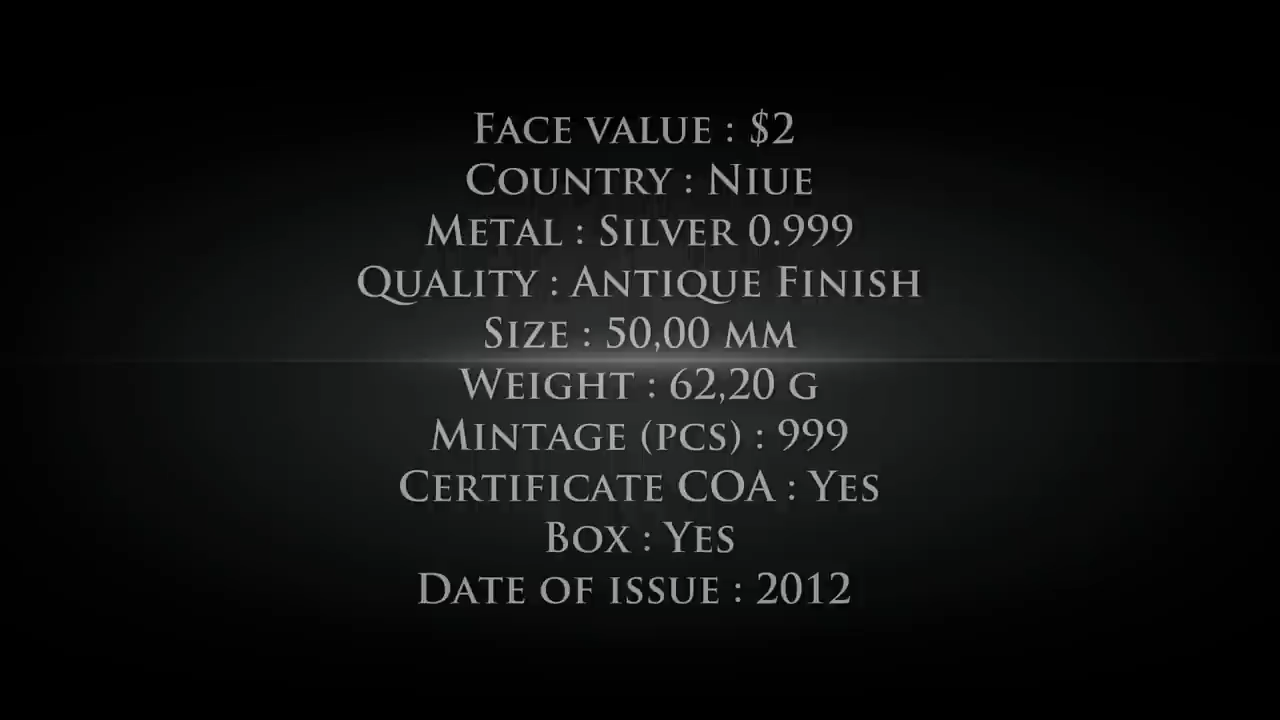 Face value : $2
Country : Niue
Metal : Silver 0.999
Quality : Antique Finish
Size : 50,00 mm
Weight : 62,20 g
Mintage (pcs) : 999
Certificate COA : Yes
Box : Yes
Date of issue : 2012